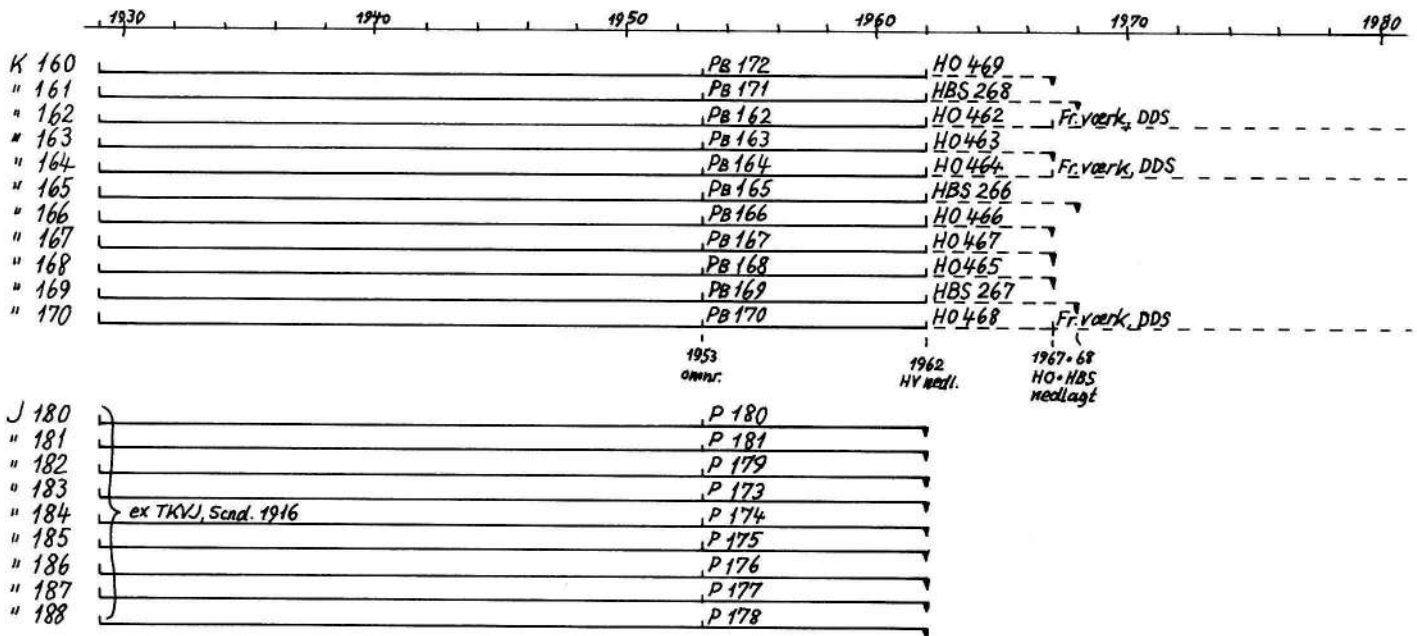 1930 1940 1950 1960 1970 1980
K 160 PB 172 HO 469
" 161 PB 171 HBS 268
" 162 PB 162 HO 462 Fr.værk, DDS
" 163 PB 163 HO 463
" 164 PB 164 HO 464 Fr.værk, DDS
" 165 PB 165 HBS 266
" 166 PB 166 HO 466
" 167 PB 167 HO 467
" 168 PB 168 HO 465
" 169 PB 169 HBS 267
" 170 PB 170 HO 468 Fr.værk, DDS
1953 1962 1967+68
omnr. HV nedl. HO+HBS
nedlagt
J 180 P 180
" 181 P 181
" 182 P 179
" 183 P 173
" 184 ex TKVJ, Scnd. 1916 P 174
" 185 P 175
" 186 P 176
" 187 P 177
" 188 P 178